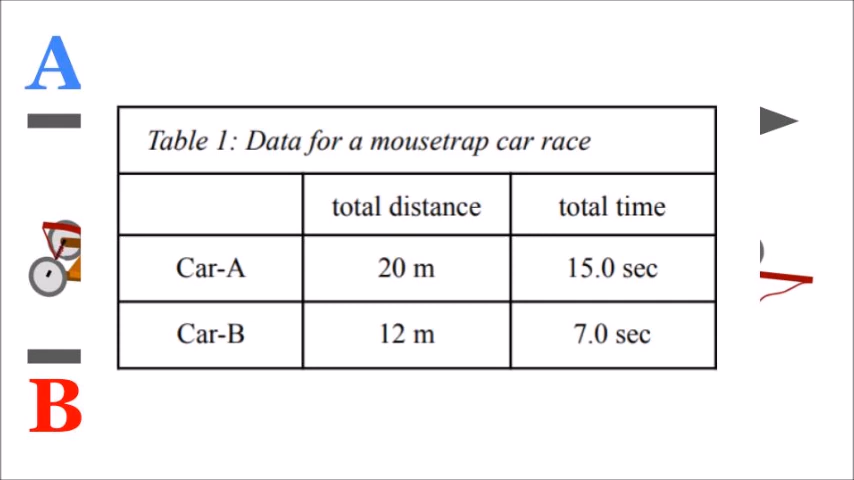 A
Table 1: Data for a mousetrap car race
total distance total time
Car-A 20 m 15.0 sec
Car-B 12 m 7.0 sec
B